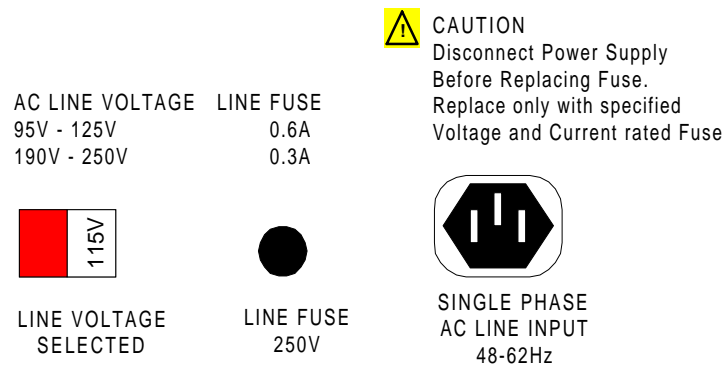 CAUTION
Disconnect Power Supply
Before Replacing Fuse.
Replace only with specified
Voltage and Current rated Fuse
AC LINE VOLTAGE LINE FUSE
95V - 125V 0.6A
190V - 250V 0.3A
115V
LINE VOLTAGE
SELECTED
LINE FUSE
250V
SINGLE PHASE
AC LINE INPUT
48-62Hz